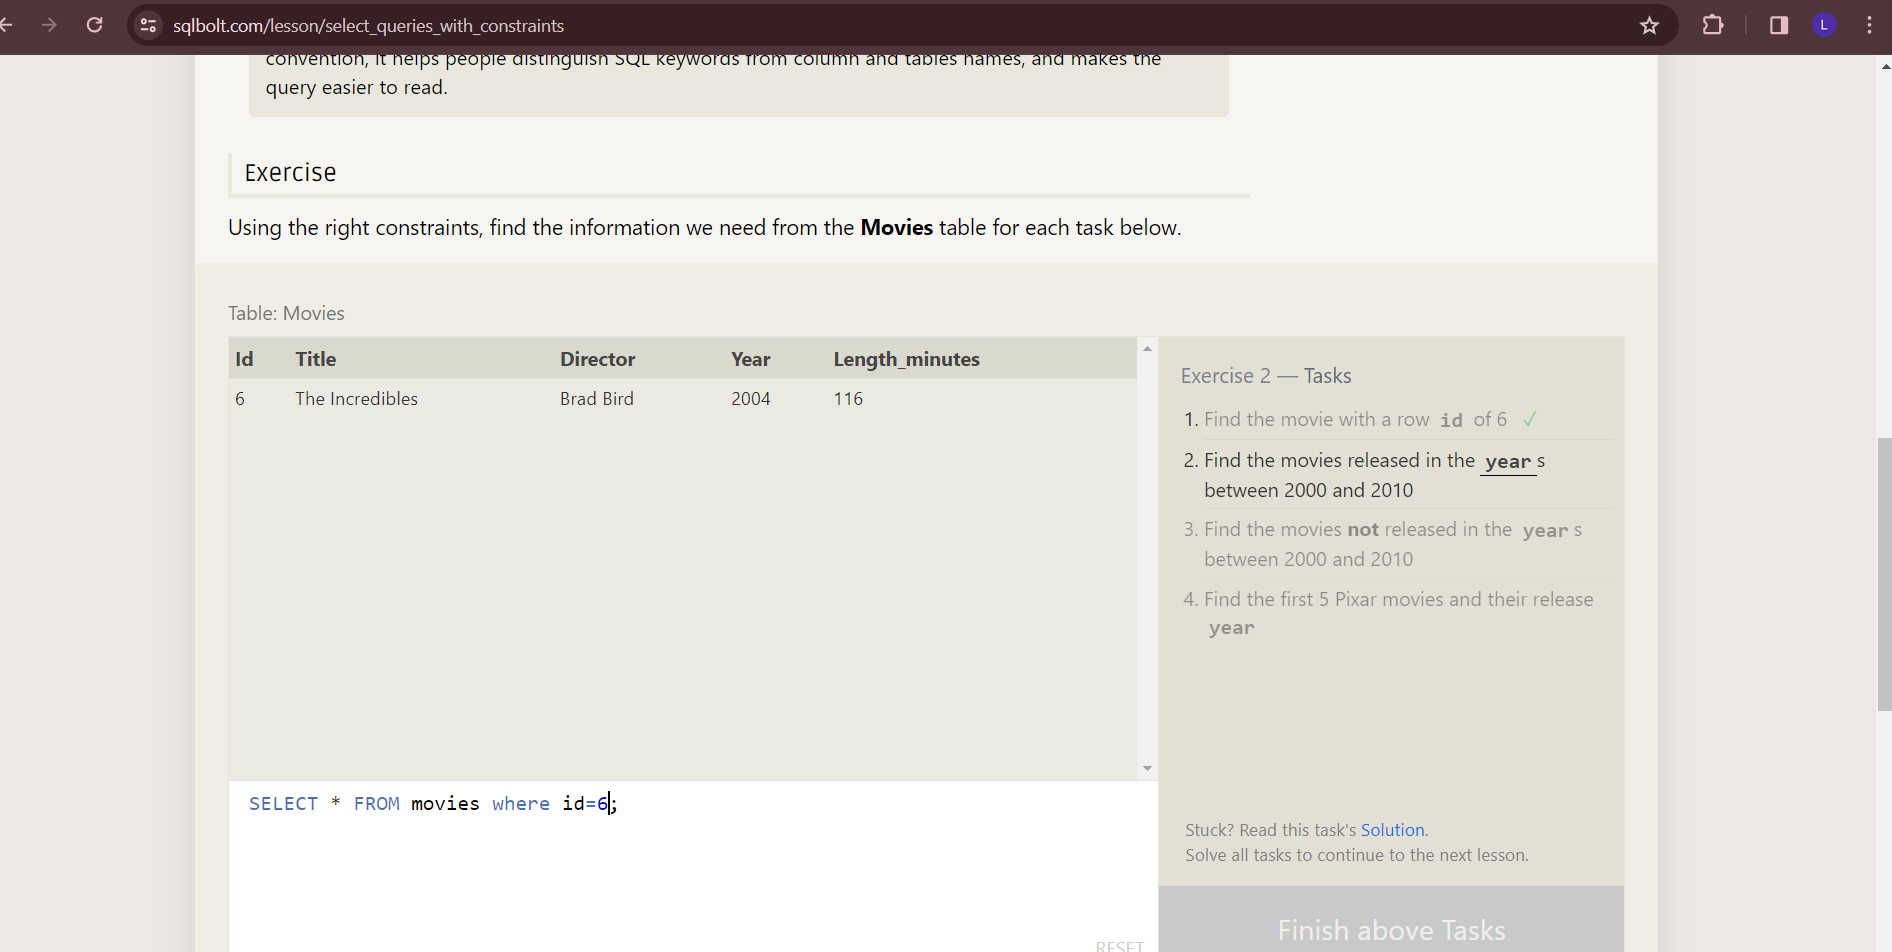 sqlbolt.com/lesson/select_queries_with_constraints
L
convention, it helps people distinguish SQL keywords from column and tables names, and makes the
query easier to read.
Exercise
Using the right constraints, find the information we need from the Movies table for each task below.
Table: Movies
Id Title Director Year Length_minutes
6 The Incredibles Brad Bird 2004 116
SELECT * FROM movies where id=6;
RESET
Exercise 2 — Tasks
1. Find the movie with a row id of 6 ✓
2. Find the movies released in the year s
between 2000 and 2010
3. Find the movies not released in the year s
between 2000 and 2010
4. Find the first 5 Pixar movies and their release
year
Stuck? Read this task's Solution.
Solve all tasks to continue to the next lesson.
Finish above Tasks